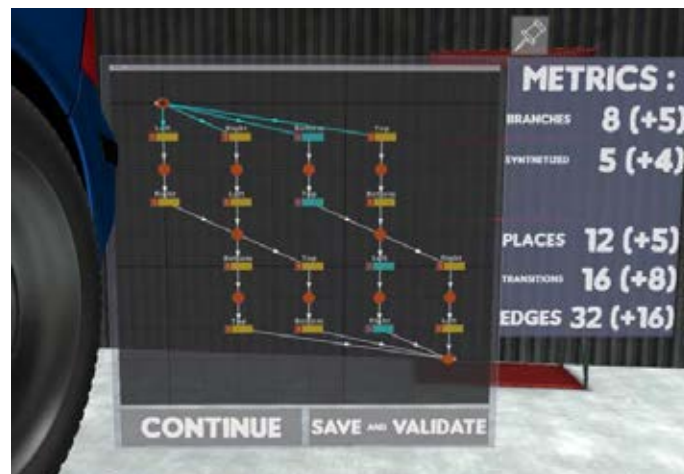 METRICS :
BRANCHES 8 (+5)
SYNTHETIZED 5 (+4)
PLACES 12 (+5)
TRANSITIONS 16 (+8)
EDGES 32 (+16)
Left Right Bottom Top
Right Left Top Bottom
Bottom Top Left Right
Top Bottom Right Left
CONTINUE SAVE AND VALIDATE